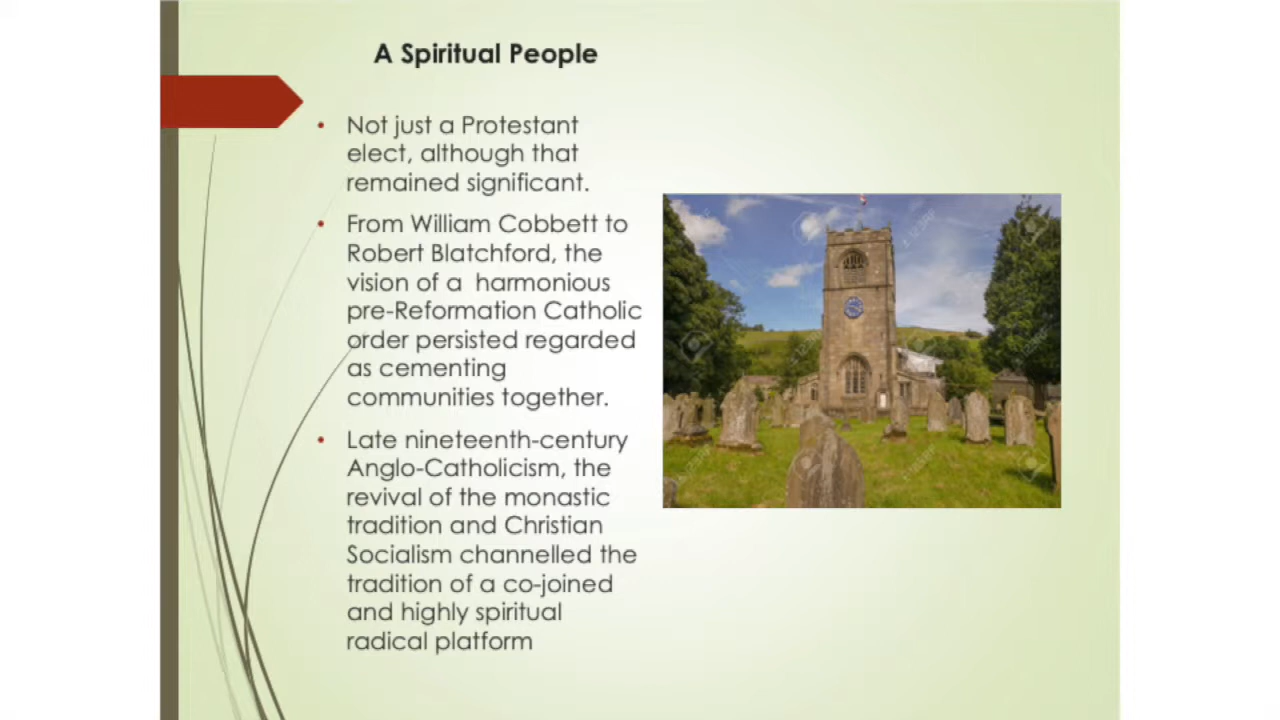 A Spiritual People
• Not just a Protestant
elect, although that
remained significant.
• From William Cobbett to
Robert Blatchford, the
vision of a  harmonious
pre-Reformation Catholic
order persisted regarded
as cementing
communities together.
• Late nineteenth-century
Anglo-Catholicism, the
revival of the monastic
tradition and Christian
Socialism channelled the
tradition of a co-joined
and highly spiritual
radical platform